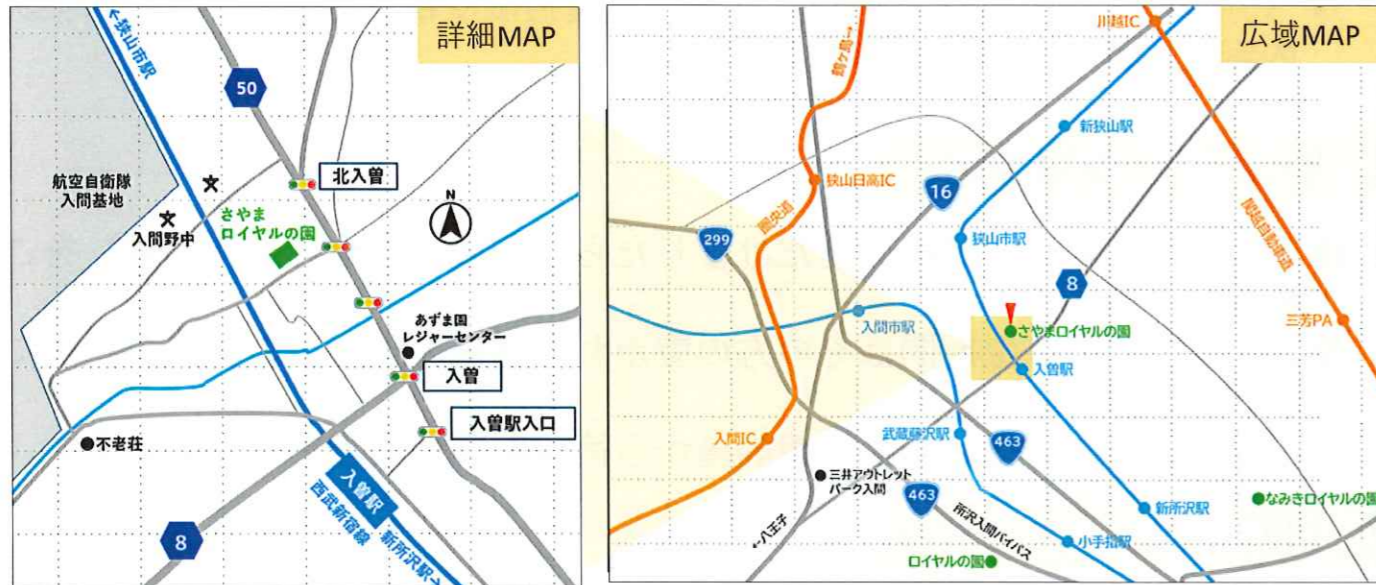 詳細MAP
←狭山市駅
50
航空自衛隊
入間基地
入間野中
さやま
ロイヤルの園
北入曽
N
あずま園
レジャーセンター
入曽
入曽駅入口
不老荘
入曽駅
西武新宿線
新所沢駅→
8
広域MAP
川越IC
鶴ヶ島→
新狭山駅
狭山日高IC
圏央道
16
299
狭山市駅
関越自動車道
8
入間市駅
さやまロイヤルの園
三芳PA
入曽駅
入間IC
武蔵藤沢駅
463
三井アウトレット
パーク入間
463
←八王子
所沢入間バイパス
新所沢駅
なみきロイヤルの園
小手指駅
ロイヤルの園